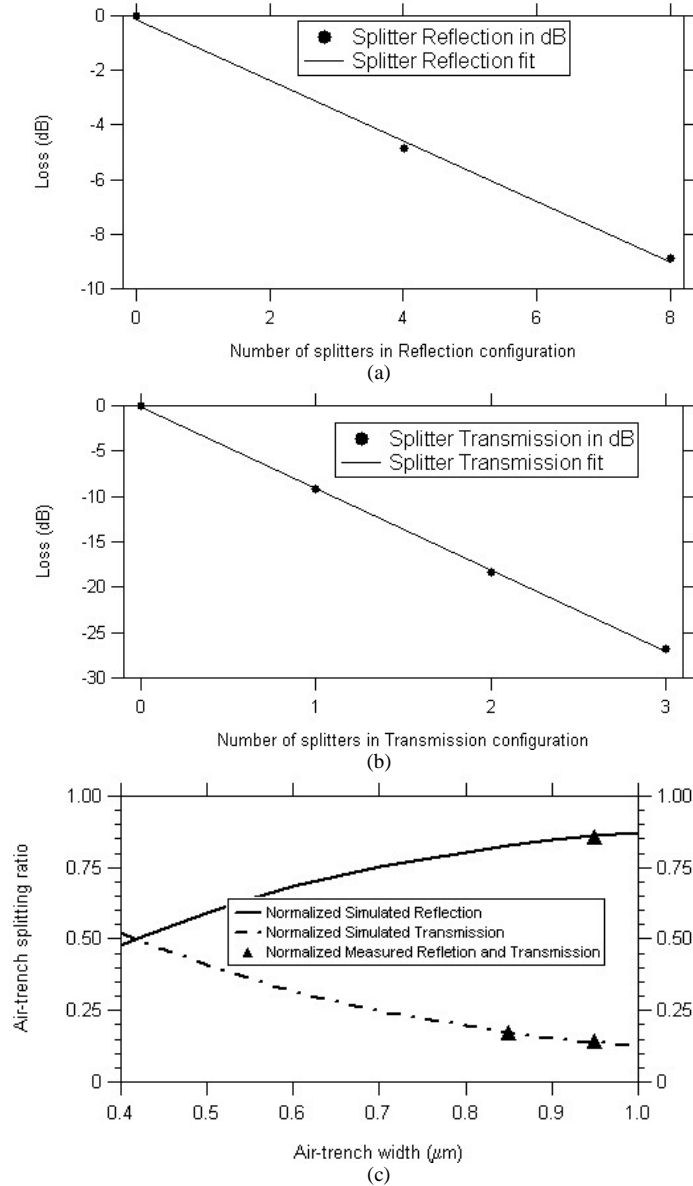 0
-2
-4
-6
-8
-10
Loss (dB)
Splitter Reflection in dB
Splitter Reflection fit
0 2 4 6 8
Number of splitters in Reflection configuration
(a)
0
-5
-10
-15
-20
-25
-30
Loss (dB)
Splitter Transmission in dB
Splitter Transmission fit
0 1 2 3
Number of splitters in Transmission configuration
(b)
1.00 1.00
0.75 0.75
0.50 0.50
0.25 0.25
0 0
Air-trench splitting ratio
Normalized Simulated Reflection
Normalized Simulated Transmission
Normalized Measured Refletion and Transmission
0.4 0.5 0.6 0.7 0.8 0.9 1.0
Air-trench width (μm)
(c)